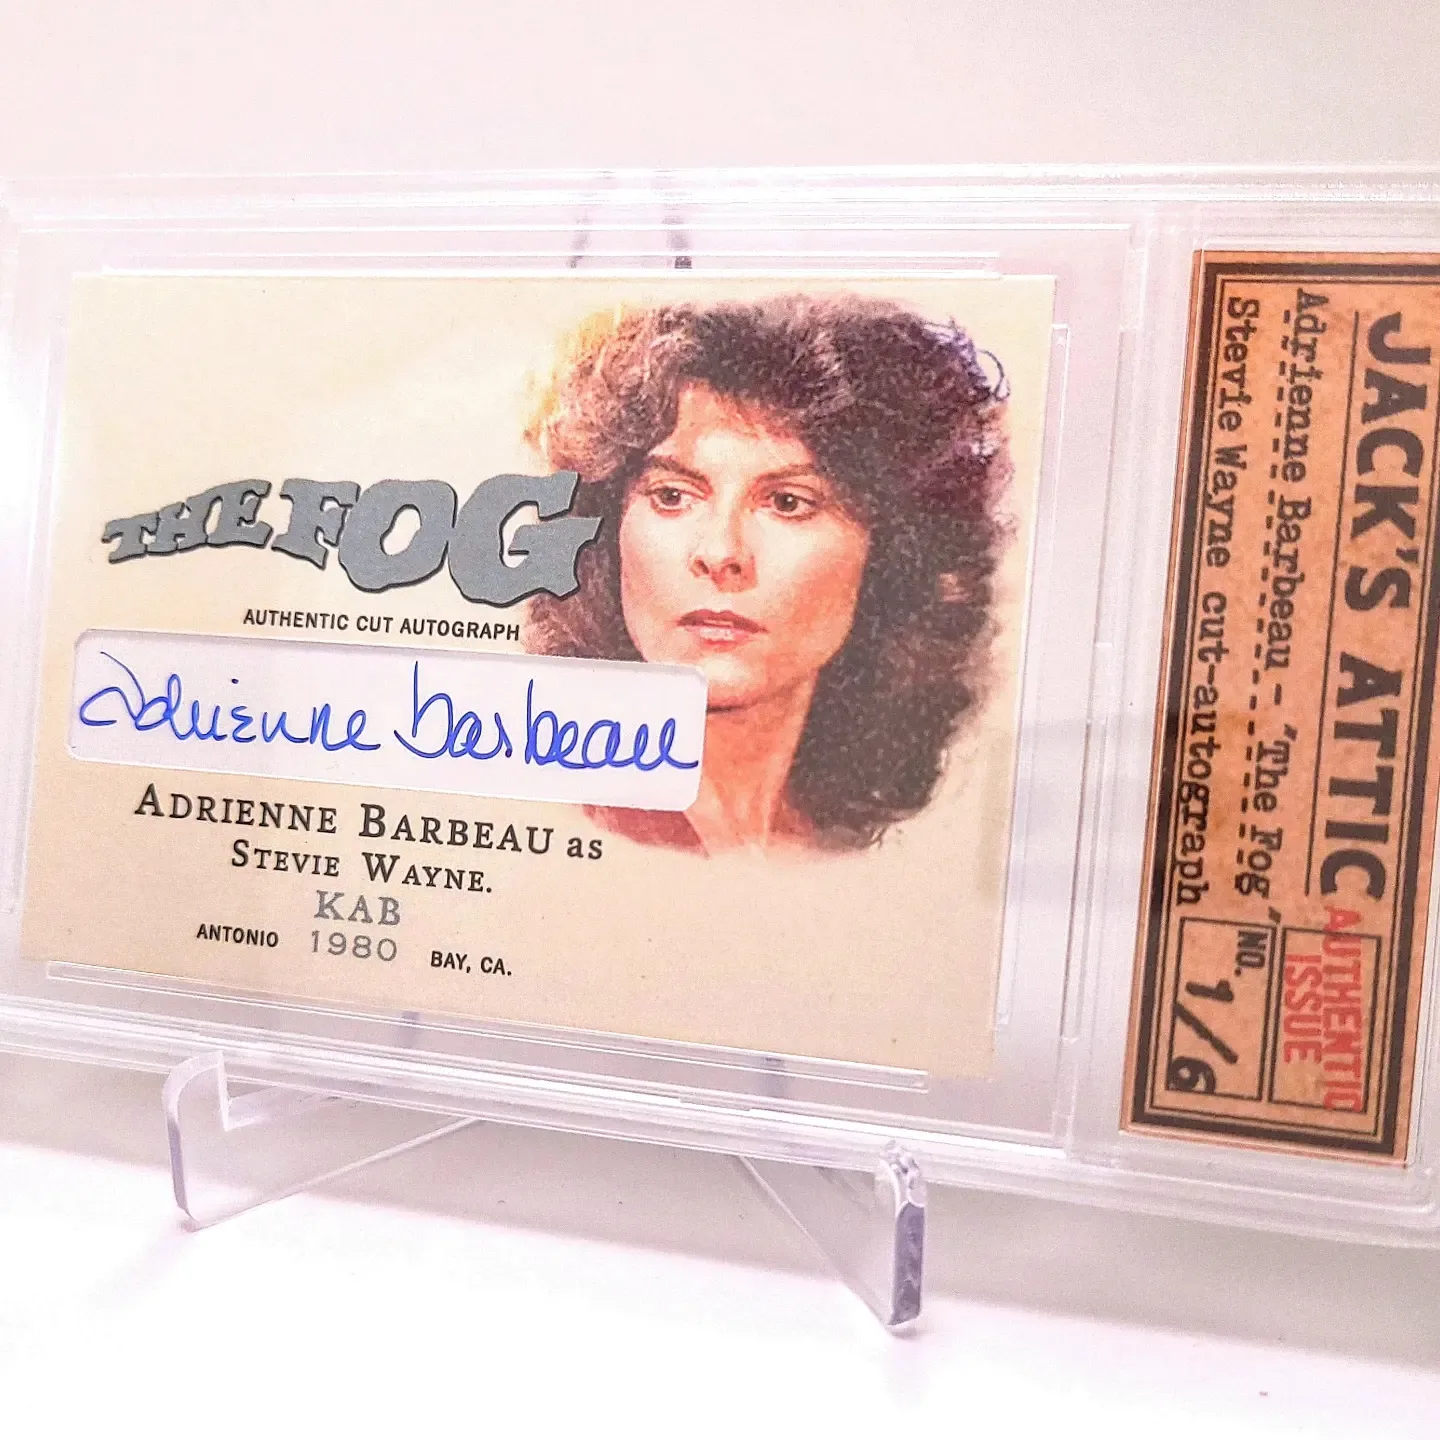 THE FOG
AUTHENTIC CUT AUTOGRAPH
Adrienne Barbeau
ADRIENNE BARBEAU as
STEVIE WAYNE.
KAB
ANTONIO 1980 BAY, CA.
JACK'S ATTIC
Adrienne Barbeau - "The Fog"
Stevie Wayne cut-autograph
NO. 1/6
AUTHENTIC
ISSUE